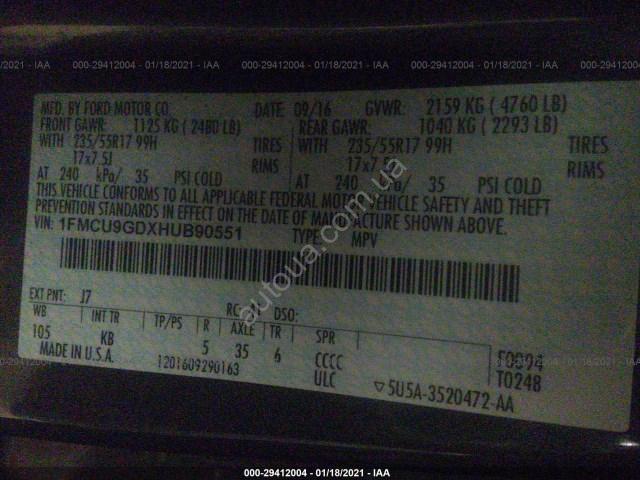 000-29412004 - 01/18/2021 - IAA
MFD. BY FORD MOTOR CO. DATE: 09/16 GVWR: 2159 KG ( 4760 LB)
FRONT GAWR: 1125 KG ( 2480 LB) REAR GAWR: 1040 KG ( 2293 LB)
WITH 235/55R17 99H TIRES WITH 235/55R17 99H TIRES
17x7.5J RIMS 17x7.5J RIMS
AT 240 kPa/ 35 PSI COLD AT 240 kPa/ 35 PSI COLD
THIS VEHICLE CONFORMS TO ALL APPLICABLE FEDERAL MOTOR VEHICLE SAFETY AND THEFT
PREVENTION STANDARDS IN EFFECT ON THE DATE OF MANUFACTURE SHOWN ABOVE.
VIN: 1FMCU9GDXHUB90551 TYPE: MPV
autoua.com.ua
EXT PNT: J7 RC: DSO:
WB INT TR TP/PS R AXLE TR SPR
105 KB 5 35 6 CCCC F0094
MADE IN U.S.A. 1201609290163 ULC T0248
▽5U5A-3520472-AA
000-29412004 - 01/18/2021 - IAA